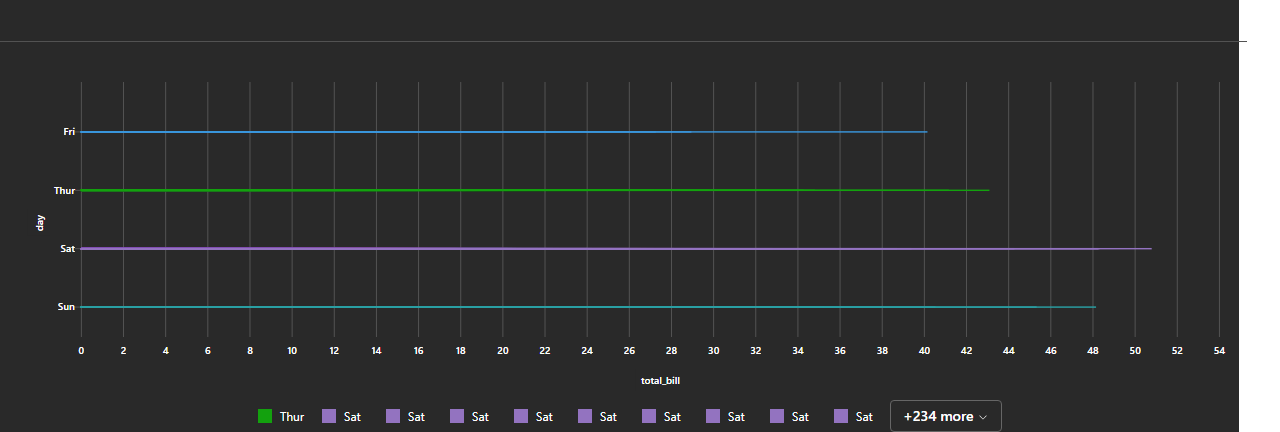 Fri
Thur
day
Sat
Sun
0 2 4 6 8 10 12 14 16 18 20 22 24 26 28 30 32 34 36 38 40 42 44 46 48 50 52 54
total_bill
Thur Sat Sat Sat Sat Sat Sat Sat Sat Sat +234 more